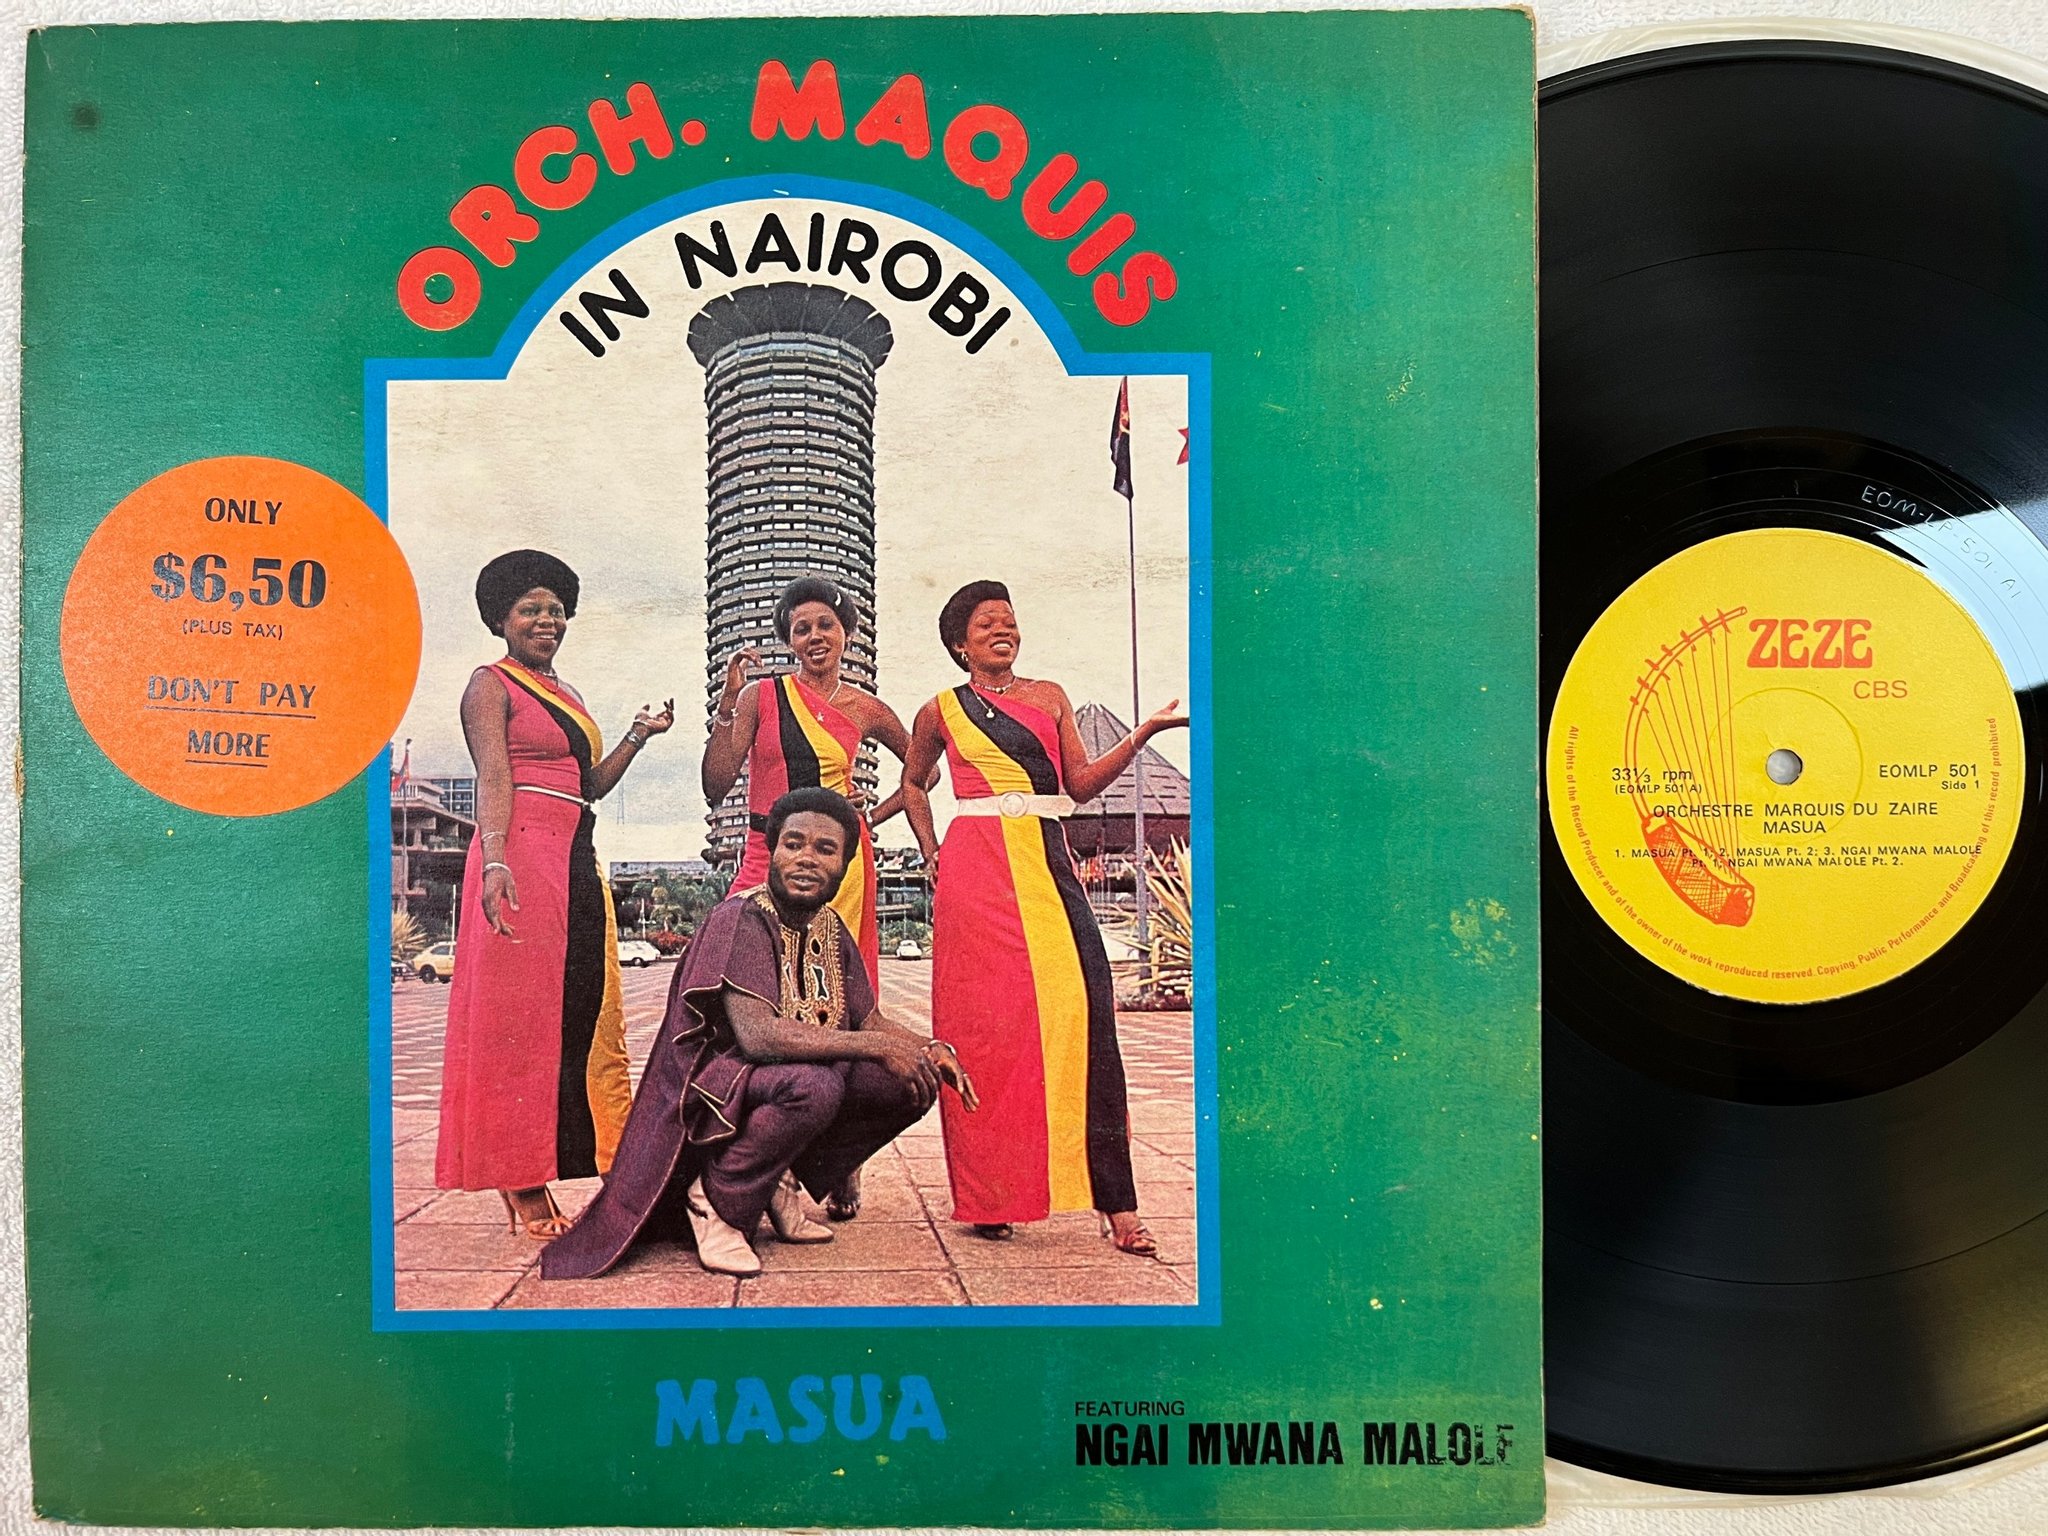 ORCH. MAQUIS
IN NAIROBI
ONLY
$6,50
(PLUS TAX)
DON'T PAY
MORE
MASUA
FEATURING
NGAI MWANA MALOLE
EOM-LP-501 A1
ZEZE
CBS
33⅓ rpm
(EOMLP 501 A)
EOMLP 501
Side 1
ORCHESTRE MARQUIS DU ZAIRE
MASUA
1. MASUA Pt. 1; 2. MASUA Pt. 2; 3. NGAI MWANA MALOLE
Pt. 1; NGAI MWANA MALOLE Pt. 2.
All rights of the Record Producer and of the owner of the work reproduced reserved. Copying, Public Performance and Broadcasting of this record prohibited